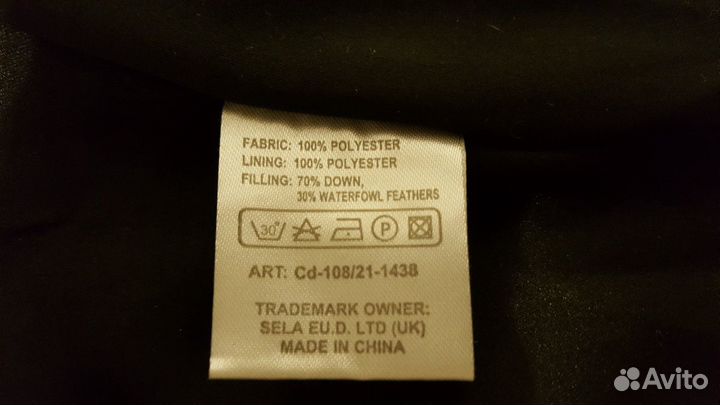 FABRIC: 100% POLYESTER
LINING: 100% POLYESTER
FILLING: 70% DOWN,
30% WATERFOWL FEATHERS
30° P
ART: Cd-108/21-1438
TRADEMARK OWNER:
SELA EU.D. LTD (UK)
MADE IN CHINA
Avito